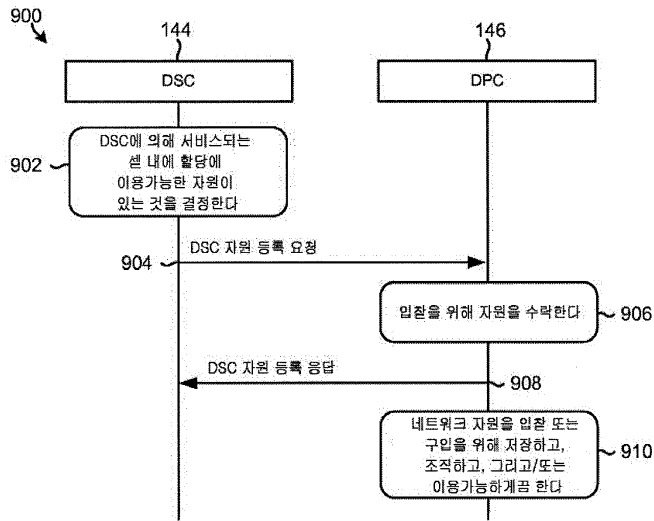 900
144
146
DSC
DPC
902
DSC에 의해 서비스되는
셀 내에 할당에
이용가능한 자원이
있는 것을 결정한다
DSC 자원 등록 요청
904
입찰을 위해 자원을 수락한다
906
DSC 자원 등록 응답
908
네트워크 자원을 입찰 또는
구입을 위해 저장하고,
조직하고, 그리고/또는
이용가능하게끔 한다
910